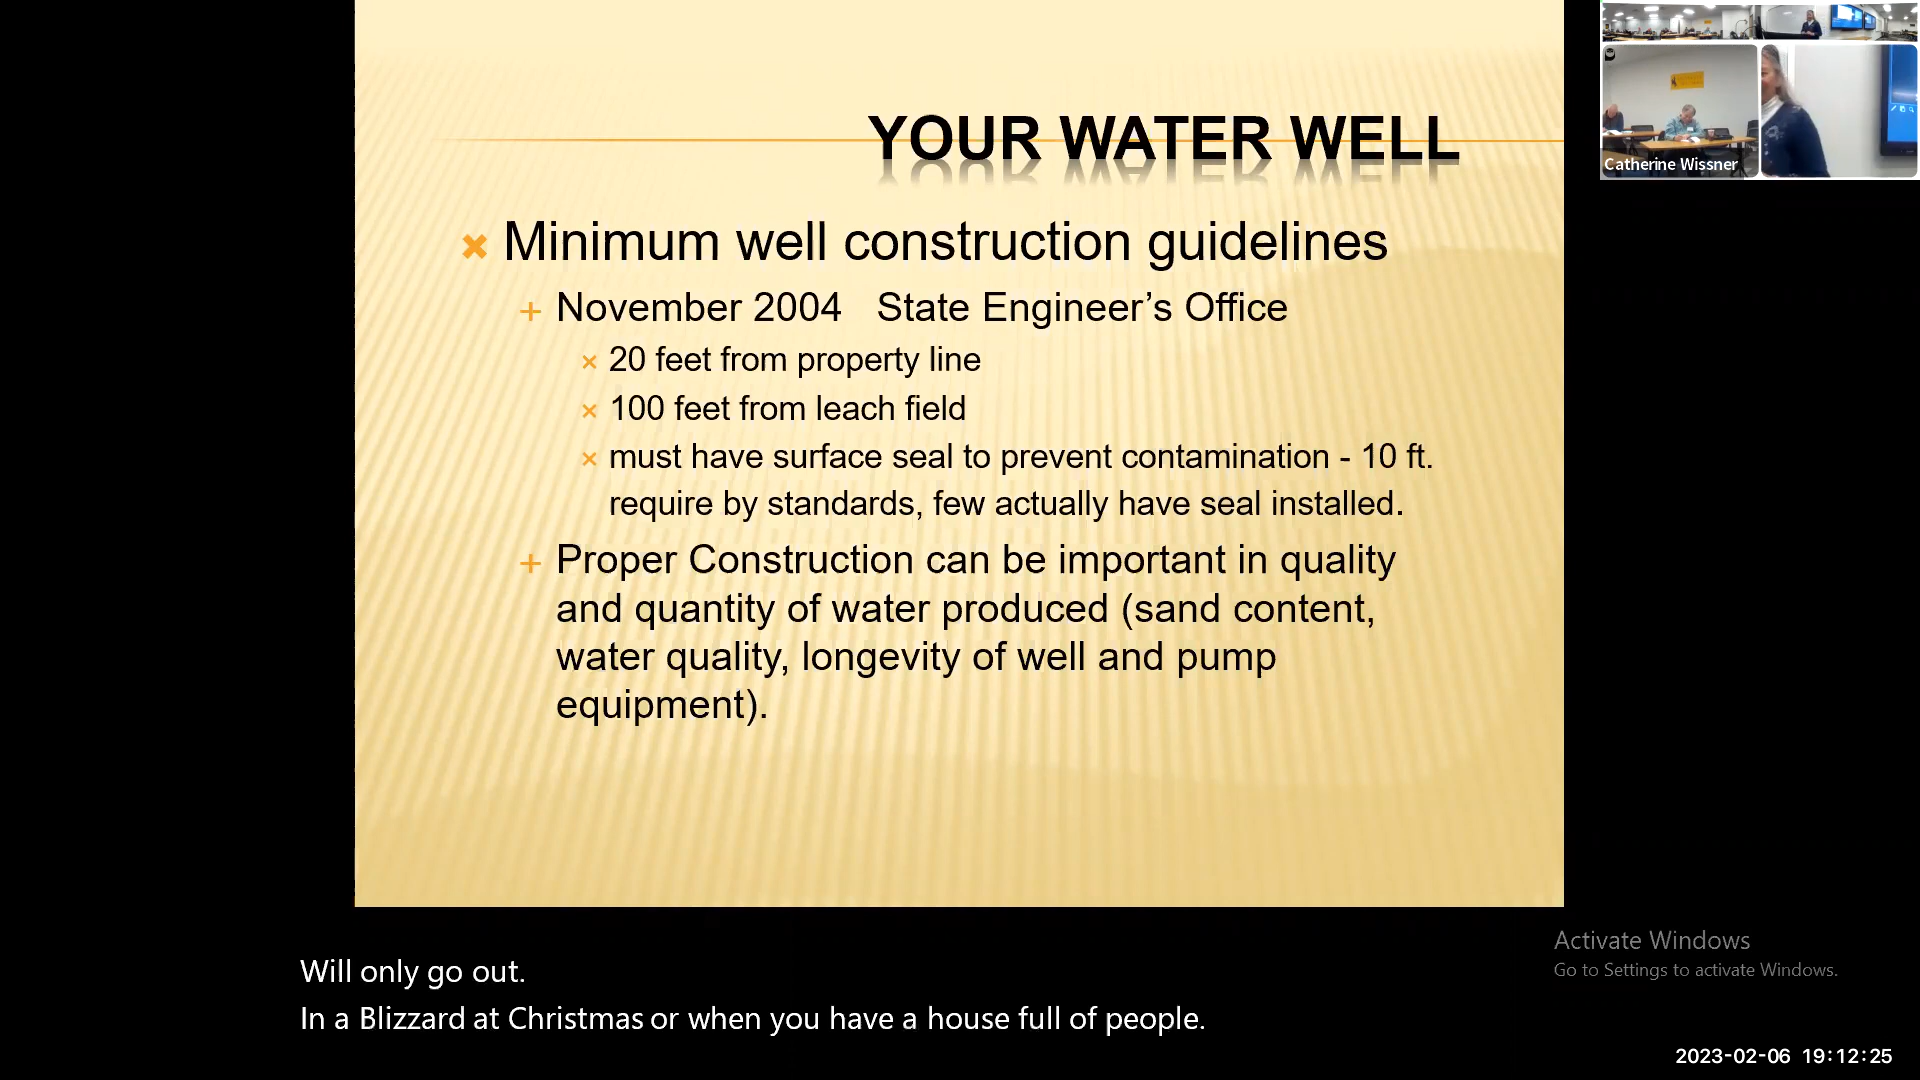 YOUR WATER WELL
Minimum well construction guidelines
November 2004 State Engineer’s Office
20 feet from property line
100 feet from leach field
must have surface seal to prevent contamination - 10 ft.
require by standards, few actually have seal installed.
Proper Construction can be important in quality
and quantity of water produced (sand content,
water quality, longevity of well and pump
equipment).
Catherine Wissner
Will only go out.
In a Blizzard at Christmas or when you have a house full of people.
Activate Windows
Go to Settings to activate Windows.
2023-02-06 19:12:25